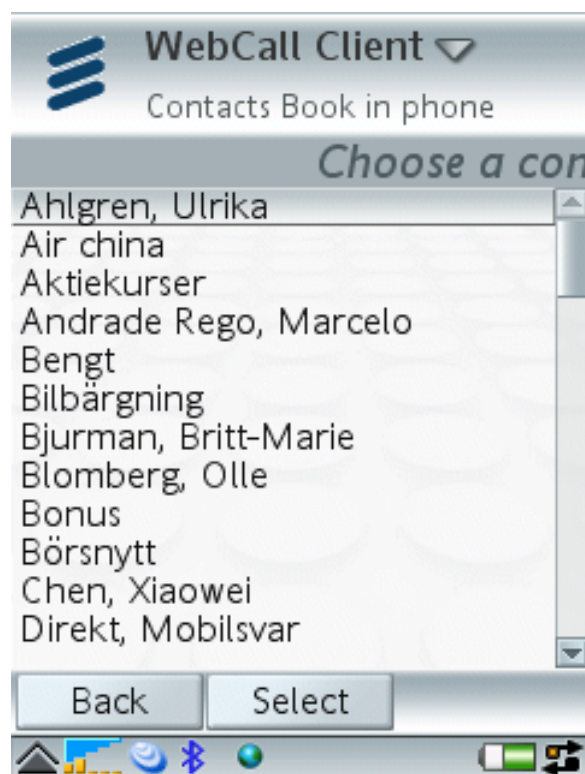 WebCall Client
Contacts Book in phone
Choose a con
Ahlgren, Ulrika
Air china
Aktiekurser
Andrade Rego, Marcelo
Bengt
Bilbärgning
Bjurman, Britt-Marie
Blomberg, Olle
Bonus
Börsnytt
Chen, Xiaowei
Direkt, Mobilsvar
Back Select